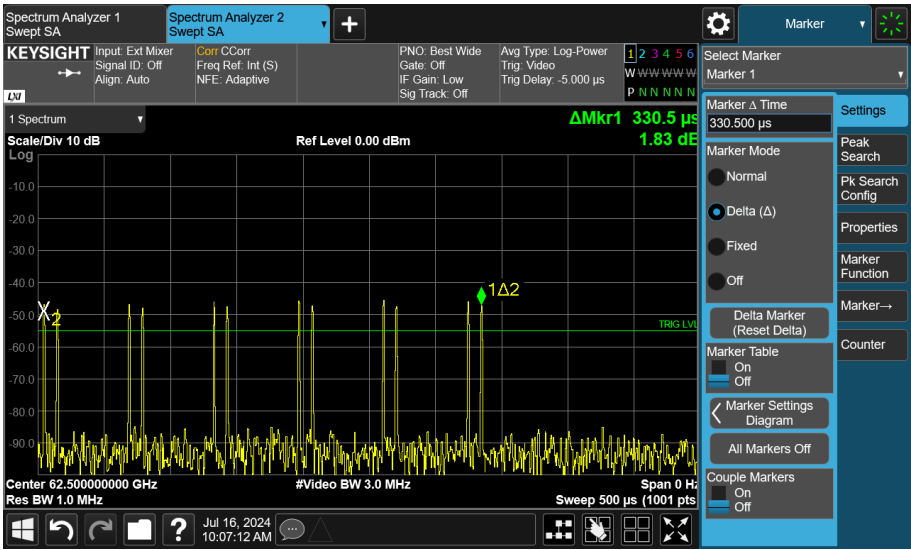 Spectrum Analyzer 1
Swept SA
Spectrum Analyzer 2
Swept SA
Marker
KEYSIGHT
LXI
Input: Ext Mixer
Signal ID: Off
Align: Auto
Corr CCorr
Freq Ref: Int (S)
NFE: Adaptive
PNO: Best Wide
Gate: Off
IF Gain: Low
Sig Track: Off
Avg Type: Log-Power
Trig: Video
Trig Delay: -5.000 µs
1 2 3 4 5 6
W W W W W W
P N N N N N
Select Marker
Marker 1
1 Spectrum
ΔMkr1 330.5 µs
Scale/Div 10 dB
Ref Level 0.00 dBm
1.83 dB
Log
-10.0
-20.0
-30.0
-40.0
-50.0
-60.0
-70.0
-80.0
-90.0
2
1Δ2
TRIG LVL
Center 62.500000000 GHz
#Video BW 3.0 MHz
Span 0 Hz
Res BW 1.0 MHz
Sweep 500 µs (1001 pts
Marker Δ Time
330.500 µs
Marker Mode
Normal
Delta (Δ)
Fixed
Off
Delta Marker
(Reset Delta)
Marker Table
On
Off
Marker Settings
Diagram
All Markers Off
Couple Markers
On
Off
Settings
Peak
Search
Pk Search
Config
Properties
Marker
Function
Marker→
Counter
?
Jul 16, 2024
10:07:12 AM